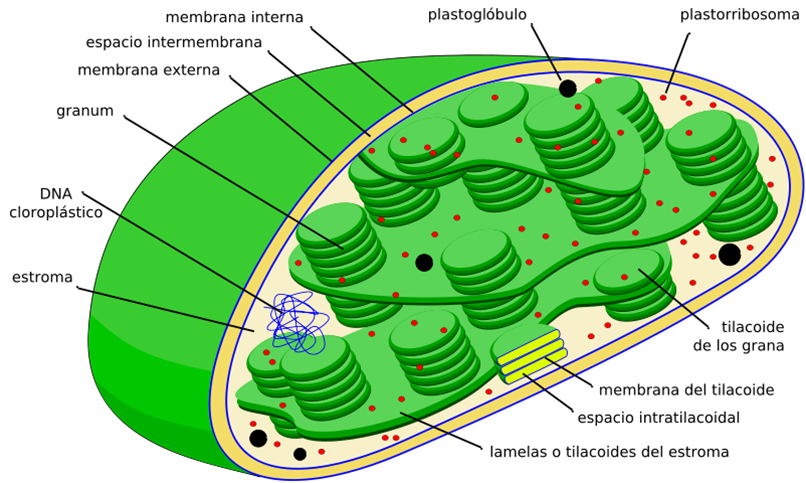 membrana interna
espacio intermembrana
membrana externa
granum
DNA
cloroplástico
estroma
plastoglóbulo
plastorribosoma
tilacoide
de los grana
membrana del tilacoide
espacio intratilacoidal
lamelas o tilacoides del estroma